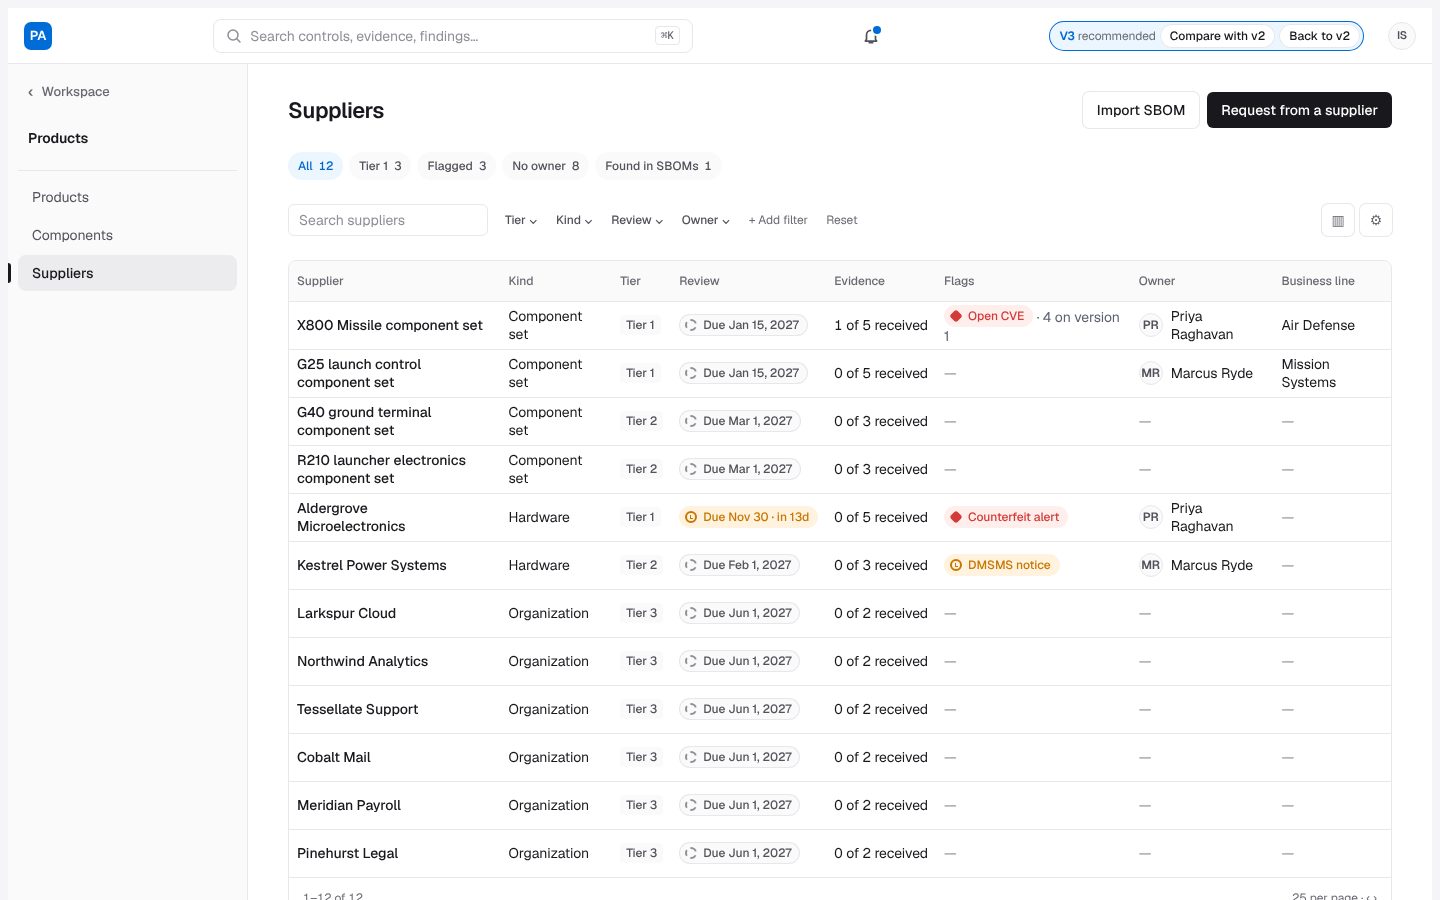 PA
Search controls, evidence, findings...
⌘K
V3 recommended Compare with v2 Back to v2
IS
‹ Workspace
Products
Products
Components
Suppliers
Suppliers
Import SBOM Request from a supplier
All 12 Tier 1 3 Flagged 3 No owner 8 Found in SBOMs 1
Search suppliers Tier Kind Review Owner + Add filter Reset
Supplier Kind Tier Review Evidence Flags Owner Business line
X800 Missile component set Component set Tier 1 Due Jan 15, 2027 1 of 5 received Open CVE · 4 on version 1 PR Priya Raghavan Air Defense
G25 launch control component set Component set Tier 1 Due Jan 15, 2027 0 of 5 received — MR Marcus Ryde Mission Systems
G40 ground terminal component set Component set Tier 2 Due Mar 1, 2027 0 of 3 received — — —
R210 launcher electronics component set Component set Tier 2 Due Mar 1, 2027 0 of 3 received — — —
Aldergrove Microelectronics Hardware Tier 1 Due Nov 30 · in 13d 0 of 5 received Counterfeit alert PR Priya Raghavan —
Kestrel Power Systems Hardware Tier 2 Due Feb 1, 2027 0 of 3 received DMSMS notice MR Marcus Ryde —
Larkspur Cloud Organization Tier 3 Due Jun 1, 2027 0 of 2 received — — —
Northwind Analytics Organization Tier 3 Due Jun 1, 2027 0 of 2 received — — —
Tessellate Support Organization Tier 3 Due Jun 1, 2027 0 of 2 received — — —
Cobalt Mail Organization Tier 3 Due Jun 1, 2027 0 of 2 received — — —
Meridian Payroll Organization Tier 3 Due Jun 1, 2027 0 of 2 received — — —
Pinehurst Legal Organization Tier 3 Due Jun 1, 2027 0 of 2 received — — —
1–12 of 12 25 per page · ‹ ›